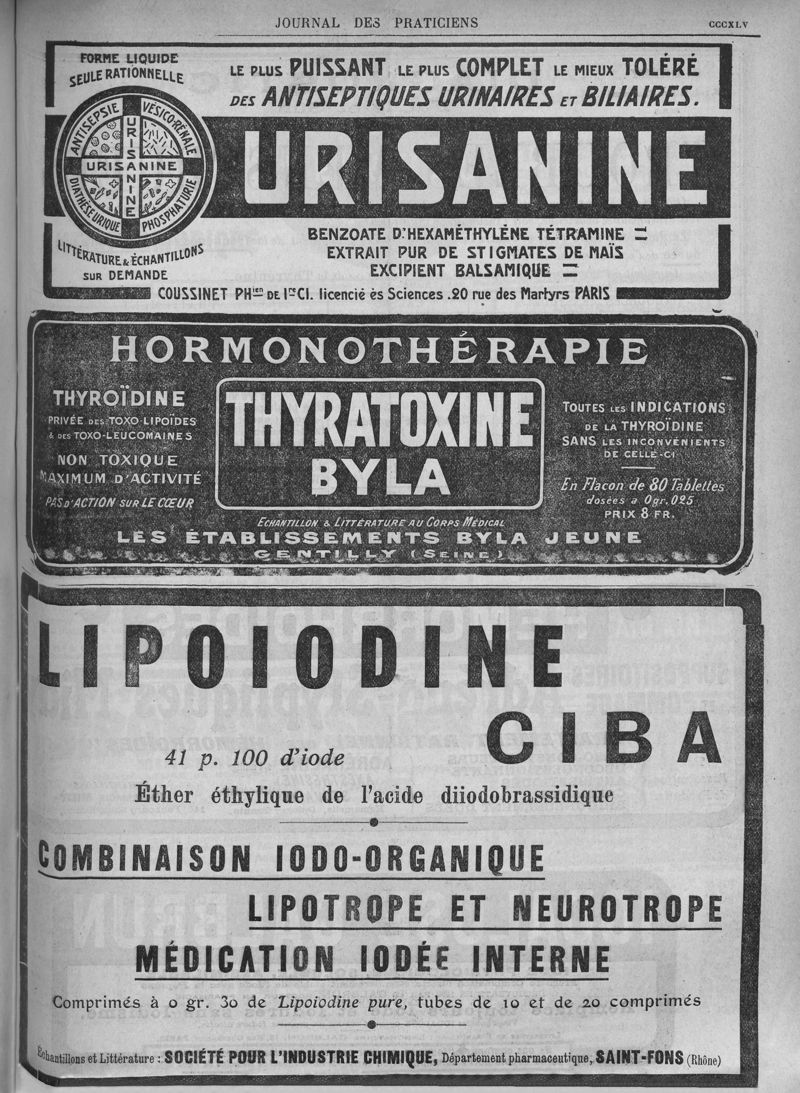 JOURNAL DES PRATICIENS
CCCXLV
FORME LIQUIDE
SEULE RATIONNELLE
LE PLUS PUISSANT LE PLUS COMPLET LE MIEUX TOLÉRÉ
DES ANTISEPTIQUES URINAIRES ET BILIAIRES.
ANTISEPSIE
VÉSICO-RÉNALE
URISANINE
URISANINE
DIATHÈSE URIQUE
PHOSPHATURIE
URISANINE
LITTÉRATURE & ÉCHANTILLONS
SUR DEMANDE
BENZOATE D'HEXAMÉTHYLÈNE TÉTRAMINE
EXTRAIT PUR DE STIGMATES DE MAÏS
EXCIPIENT BALSAMIQUE
COUSSINET PHien DE 1re Cl. licencié ès Sciences .20 rue des Martyrs PARIS
HORMONOTHÉRAPIE
THYROÏDINE
PRIVÉE DES TOXO-LIPOÏDES
& DES TOXO-LEUCOMAINES
NON TOXIQUE
MAXIMUM D'ACTIVITÉ
PAS D'ACTION SUR LE CŒUR
THYRATOXINE
BYLA
TOUTES LES INDICATIONS
DE LA THYROÏDINE
SANS LES INCONVÉNIENTS
DE CELLE-CI
En Flacon de 80 Tablettes
dosées à 0gr. 025
PRIX 8 FR.
ECHANTILLON & LITTÉRATURE AU CORPS MÉDICAL
LES ÉTABLISSEMENTS BYLA JEUNE
GENTILLY (SEINE)
LIPOIODINE
CIBA
41 p. 100 d'iode
Éther éthylique de l'acide diiodobrassidique
COMBINAISON IODO-ORGANIQUE
LIPOTROPE ET NEUROTROPE
MÉDICATION IODÉE INTERNE
Comprimés à 0 gr. 30 de Lipoiodine pure, tubes de 10 et de 20 comprimés
Échantillons et Littérature : SOCIÉTÉ POUR L'INDUSTRIE CHIMIQUE, Département pharmaceutique, SAINT-FONS (Rhône)